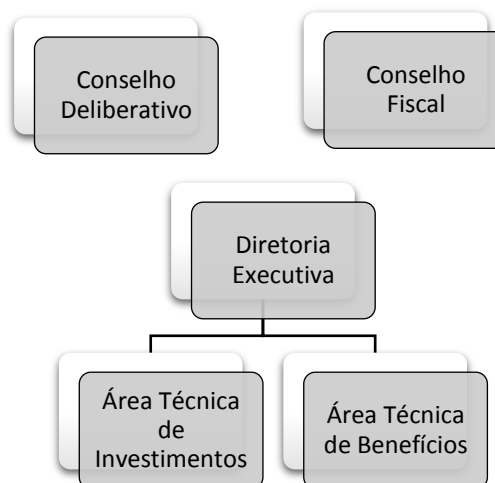 Conselho
Deliberativo
Conselho
Fiscal
Diretoria
Executiva
Área Técnica
de
Investimentos
Área Técnica
de Benefícios